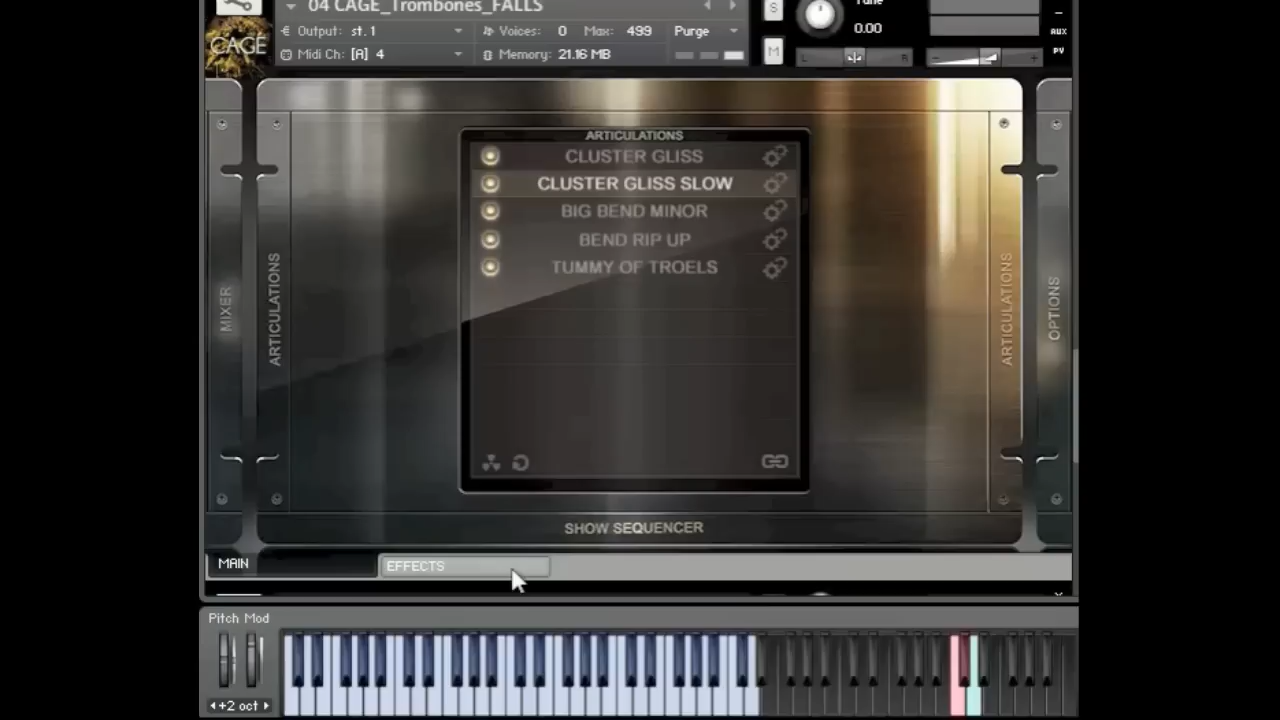 04 CAGE_Trombones_FALLS
S
Tune
0.00
Output: st. 1
Voices: 0 Max: 499
Purge
AUX
CAGE
Midi Ch: [A] 4
Memory: 21.16 MB
M
L
R
PV
ARTICULATIONS
CLUSTER GLISS
CLUSTER GLISS SLOW
BIG BEND MINOR
BEND RIP UP
TUMMY OF TROELS
MIXER
ARTICULATIONS
ARTICULATIONS
OPTIONS
SHOW SEQUENCER
MAIN
EFFECTS
Pitch Mod
+2 oct